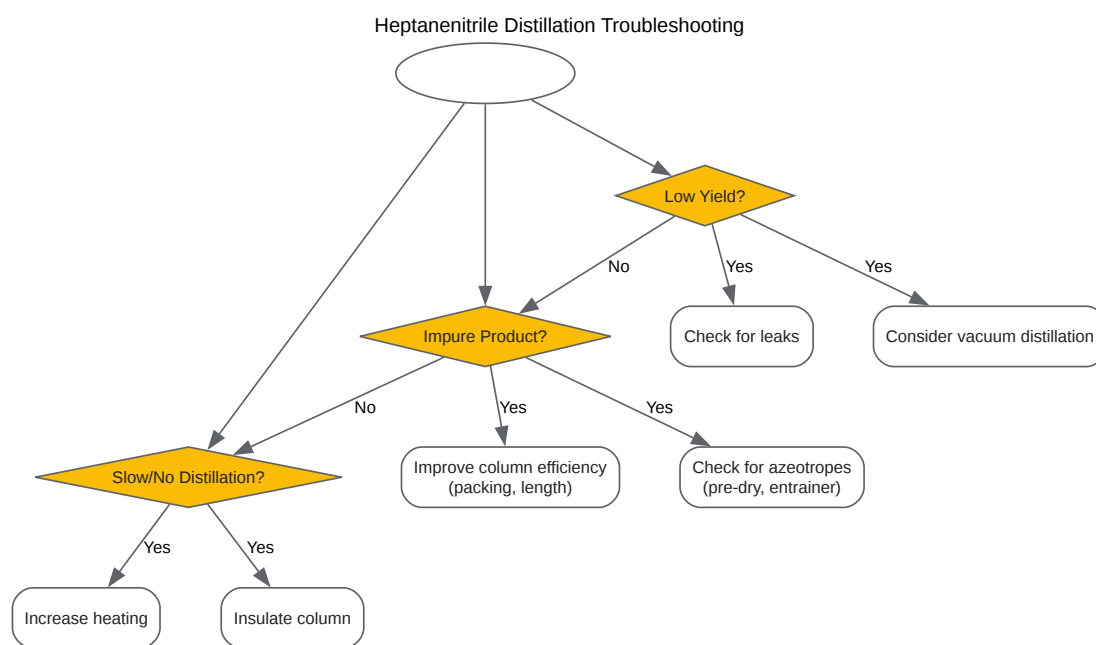 Heptanenitrile Distillation Troubleshooting
Low Yield?
No
Yes
Yes
Impure Product?
Check for leaks
Consider vacuum distillation
No
Yes
Yes
Slow/No Distillation?
Improve column efficiency
(packing, length)
Check for azeotropes
(pre-dry, entrainer)
Yes
Yes
Increase heating
Insulate column